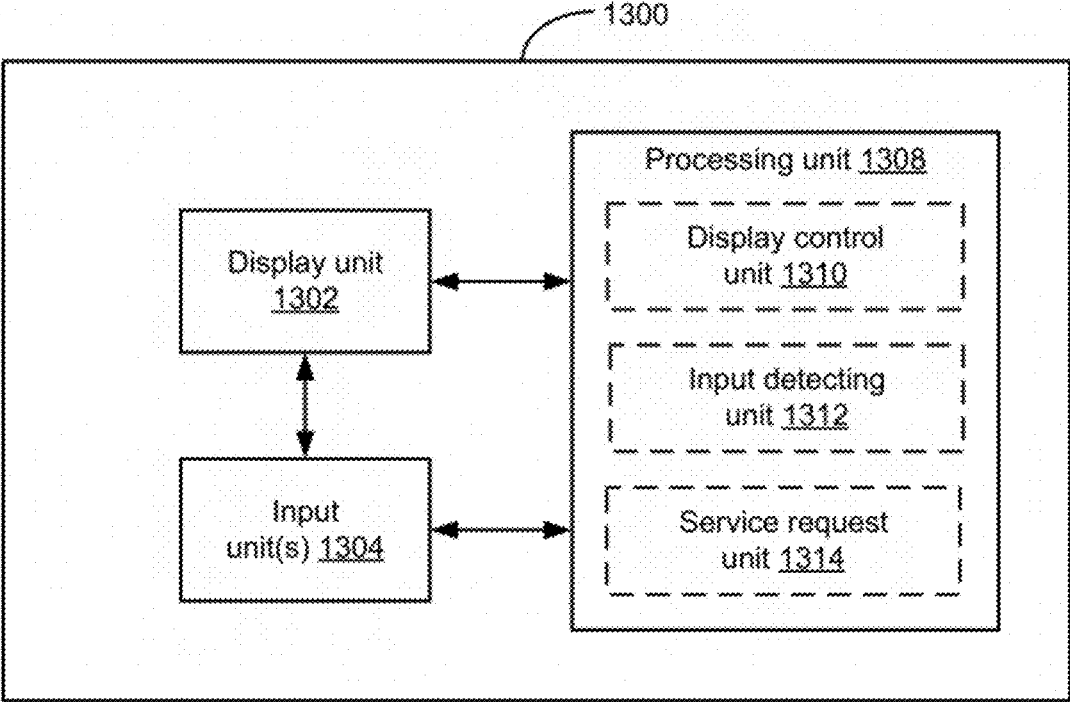 1300
Processing unit 1308
Display control
unit 1310
Display unit
1302
Input detecting
unit 1312
Input
unit(s) 1304
Service request
unit 1314